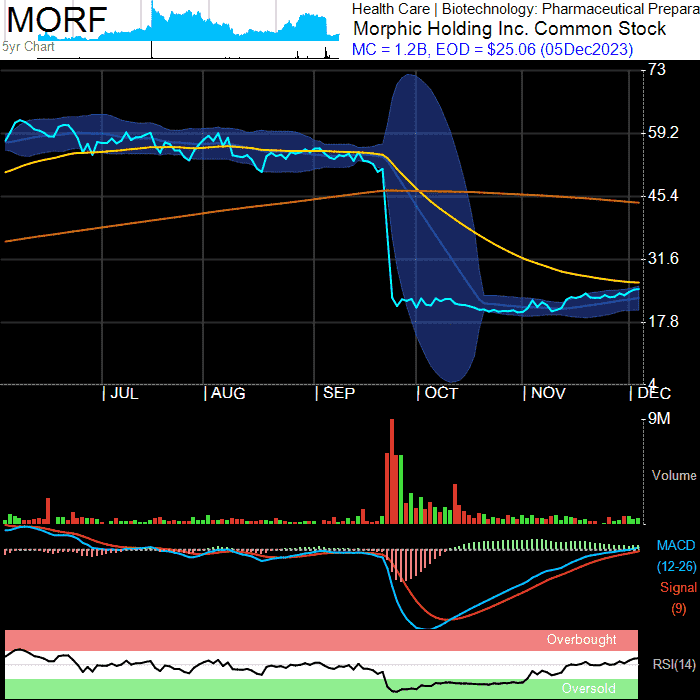 MORF
5yr Chart
Health Care | Biotechnology: Pharmaceutical Prepara
Morphic Holding Inc. Common Stock
MC = 1.2B, EOD = $25.06 (05Dec2023)
73
59.2
45.4
31.6
17.8
4
JUL AUG SEP OCT NOV DEC
9M
Volume
MACD
(12-26)
Signal
(9)
Overbought
RSI(14)
Oversold